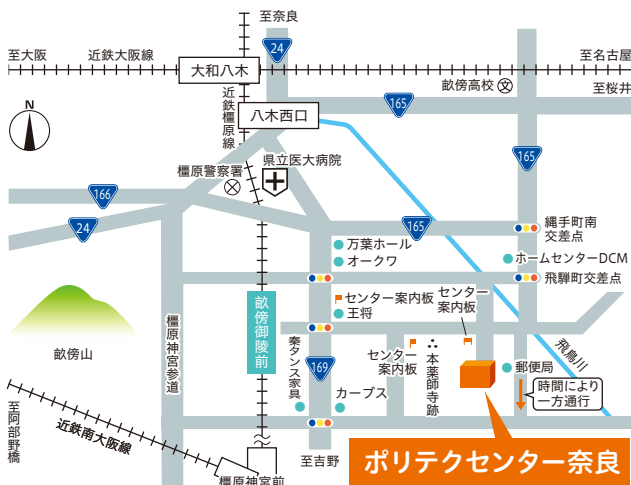 至奈良
24
至大阪
近鉄大阪線
大和八木
至名古屋
畝傍高校
文
至桜井
N
近鉄橿原線
八木西口
165
県立医大病院
橿原警察署
165
166
24
165
縄手町南
交差点
万葉ホール
オークワ
ホームセンターDCM
飛騨町交差点
センター案内板
王将
センター
案内板
畝傍御陵前
橿原神宮参道
畝傍山
秦タンス家具
169
センター
案内板
本薬師寺跡
郵便局
飛鳥川
時間により
一方通行
カーブス
至阿部野橋
近鉄南大阪線
橿原神宮前
至吉野
ポリテクセンター奈良